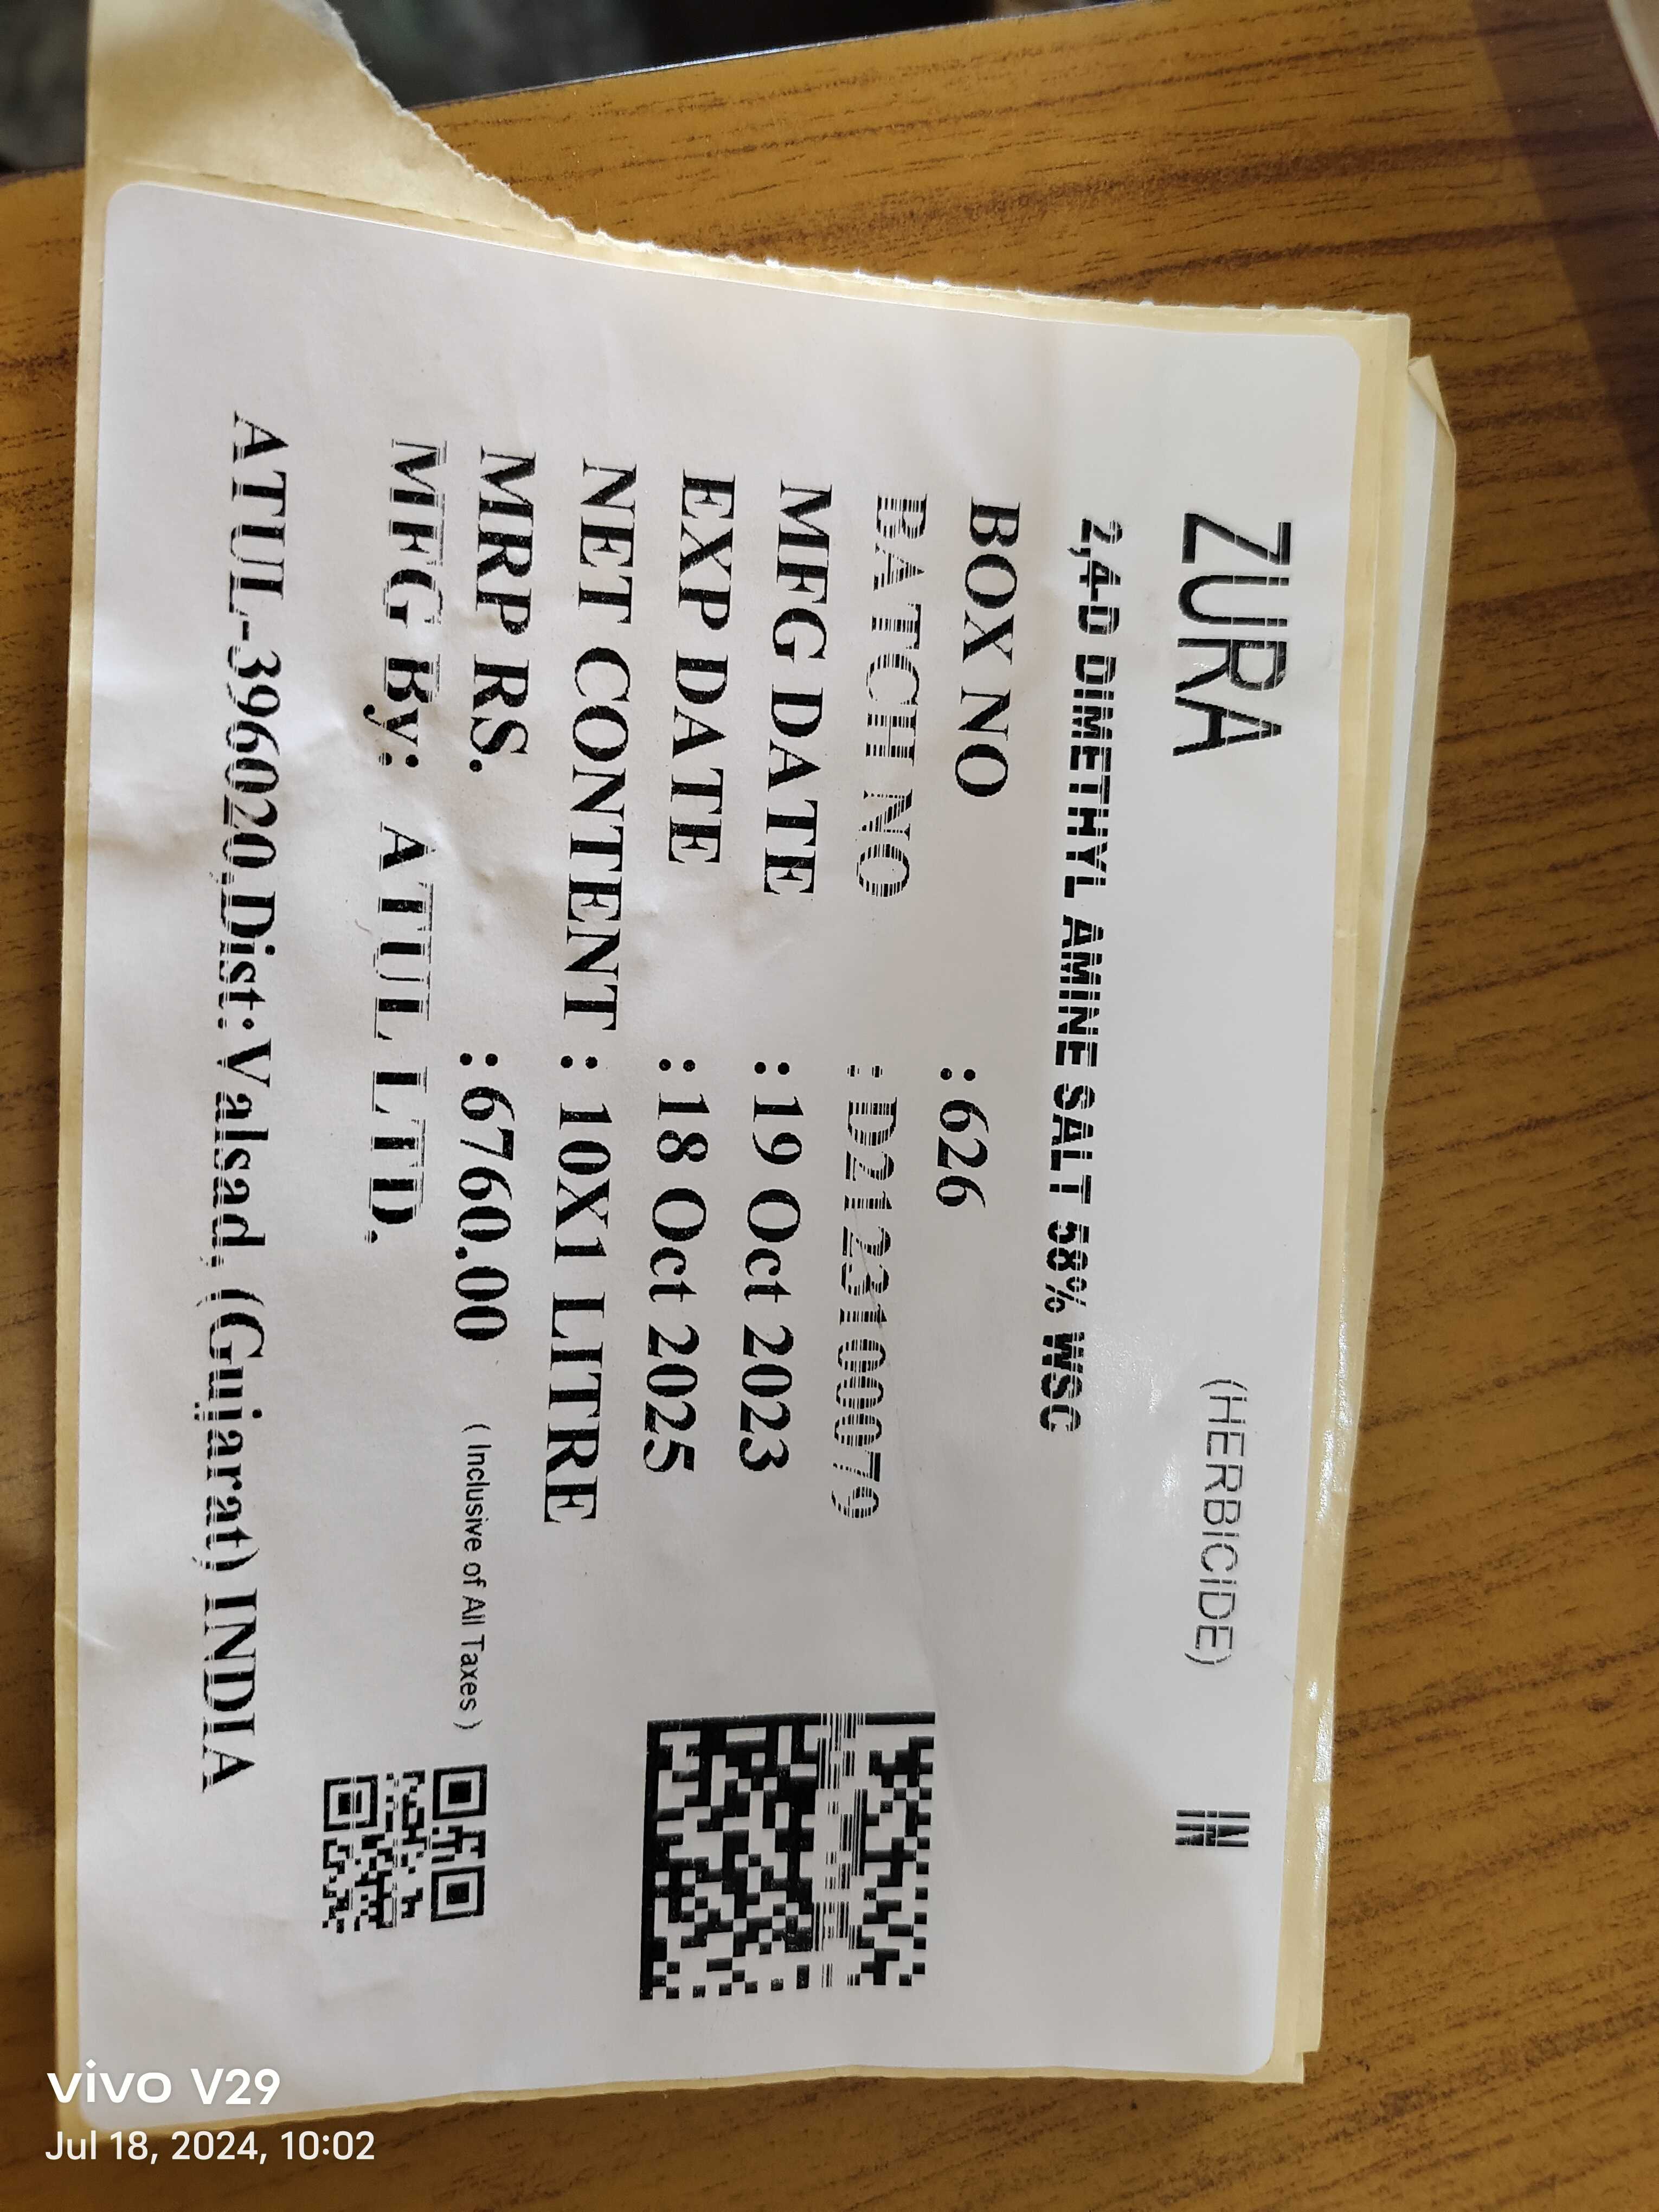 ZURA (HERBICIDE) IN
2,4-D DIMETHYL AMINE SALT 58% WSC
BOX NO :626
BATCH NO :D2123100079
MFG DATE :19 Oct 2023
EXP DATE :18 Oct 2025
NET CONTENT : 10X1 LITRE
MRP RS. :6760.00 ( Inclusive of All Taxes )
MFG By: ATUL LTD.
ATUL-396020,Dist:Valsad, (Gujarat) INDIA
vivo V29
Jul 18, 2024, 10:02